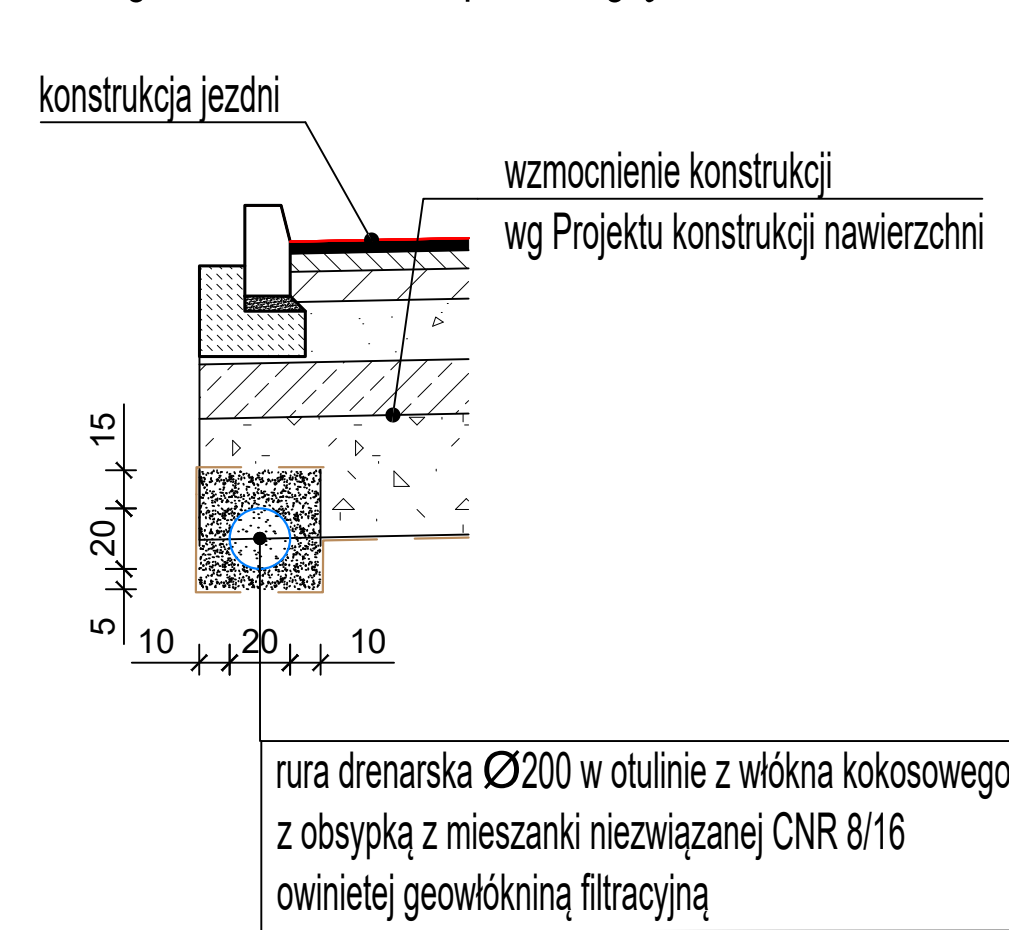 konstrukcja jezdni
wzmocnienie konstrukcji
wg Projektu konstrukcji nawierzchni
15
20
5
10 20 10
rura drenarska Ø200 w otulinie z włókna kokosowego
z obsypką z mieszanki niezwiązanej CNR 8/16
owinietej geowłókniną filtracyjną